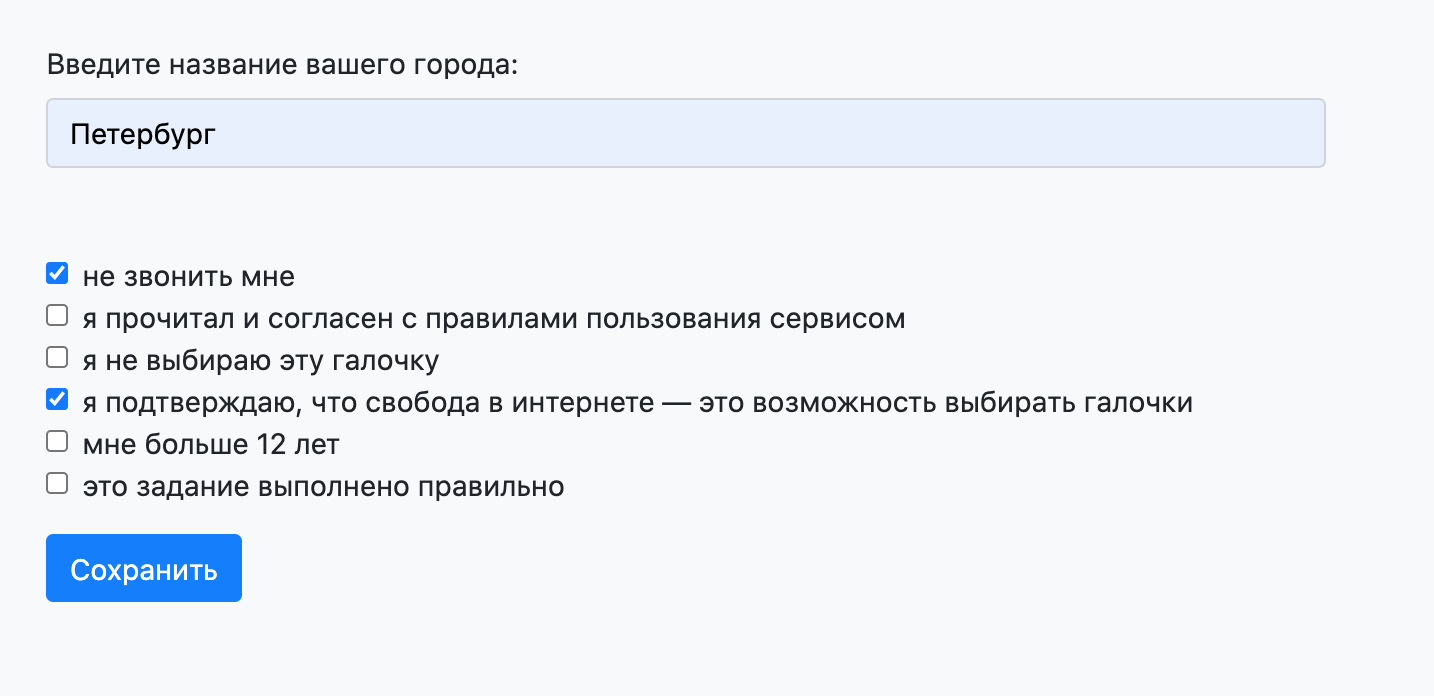 Введите название вашего города:
Петербург
не звонить мне
я прочитал и согласен с правилами пользования сервисом
я не выбираю эту галочку
я подтверждаю, что свобода в интернете — это возможность выбирать галочки
мне больше 12 лет
это задание выполнено правильно
Сохранить